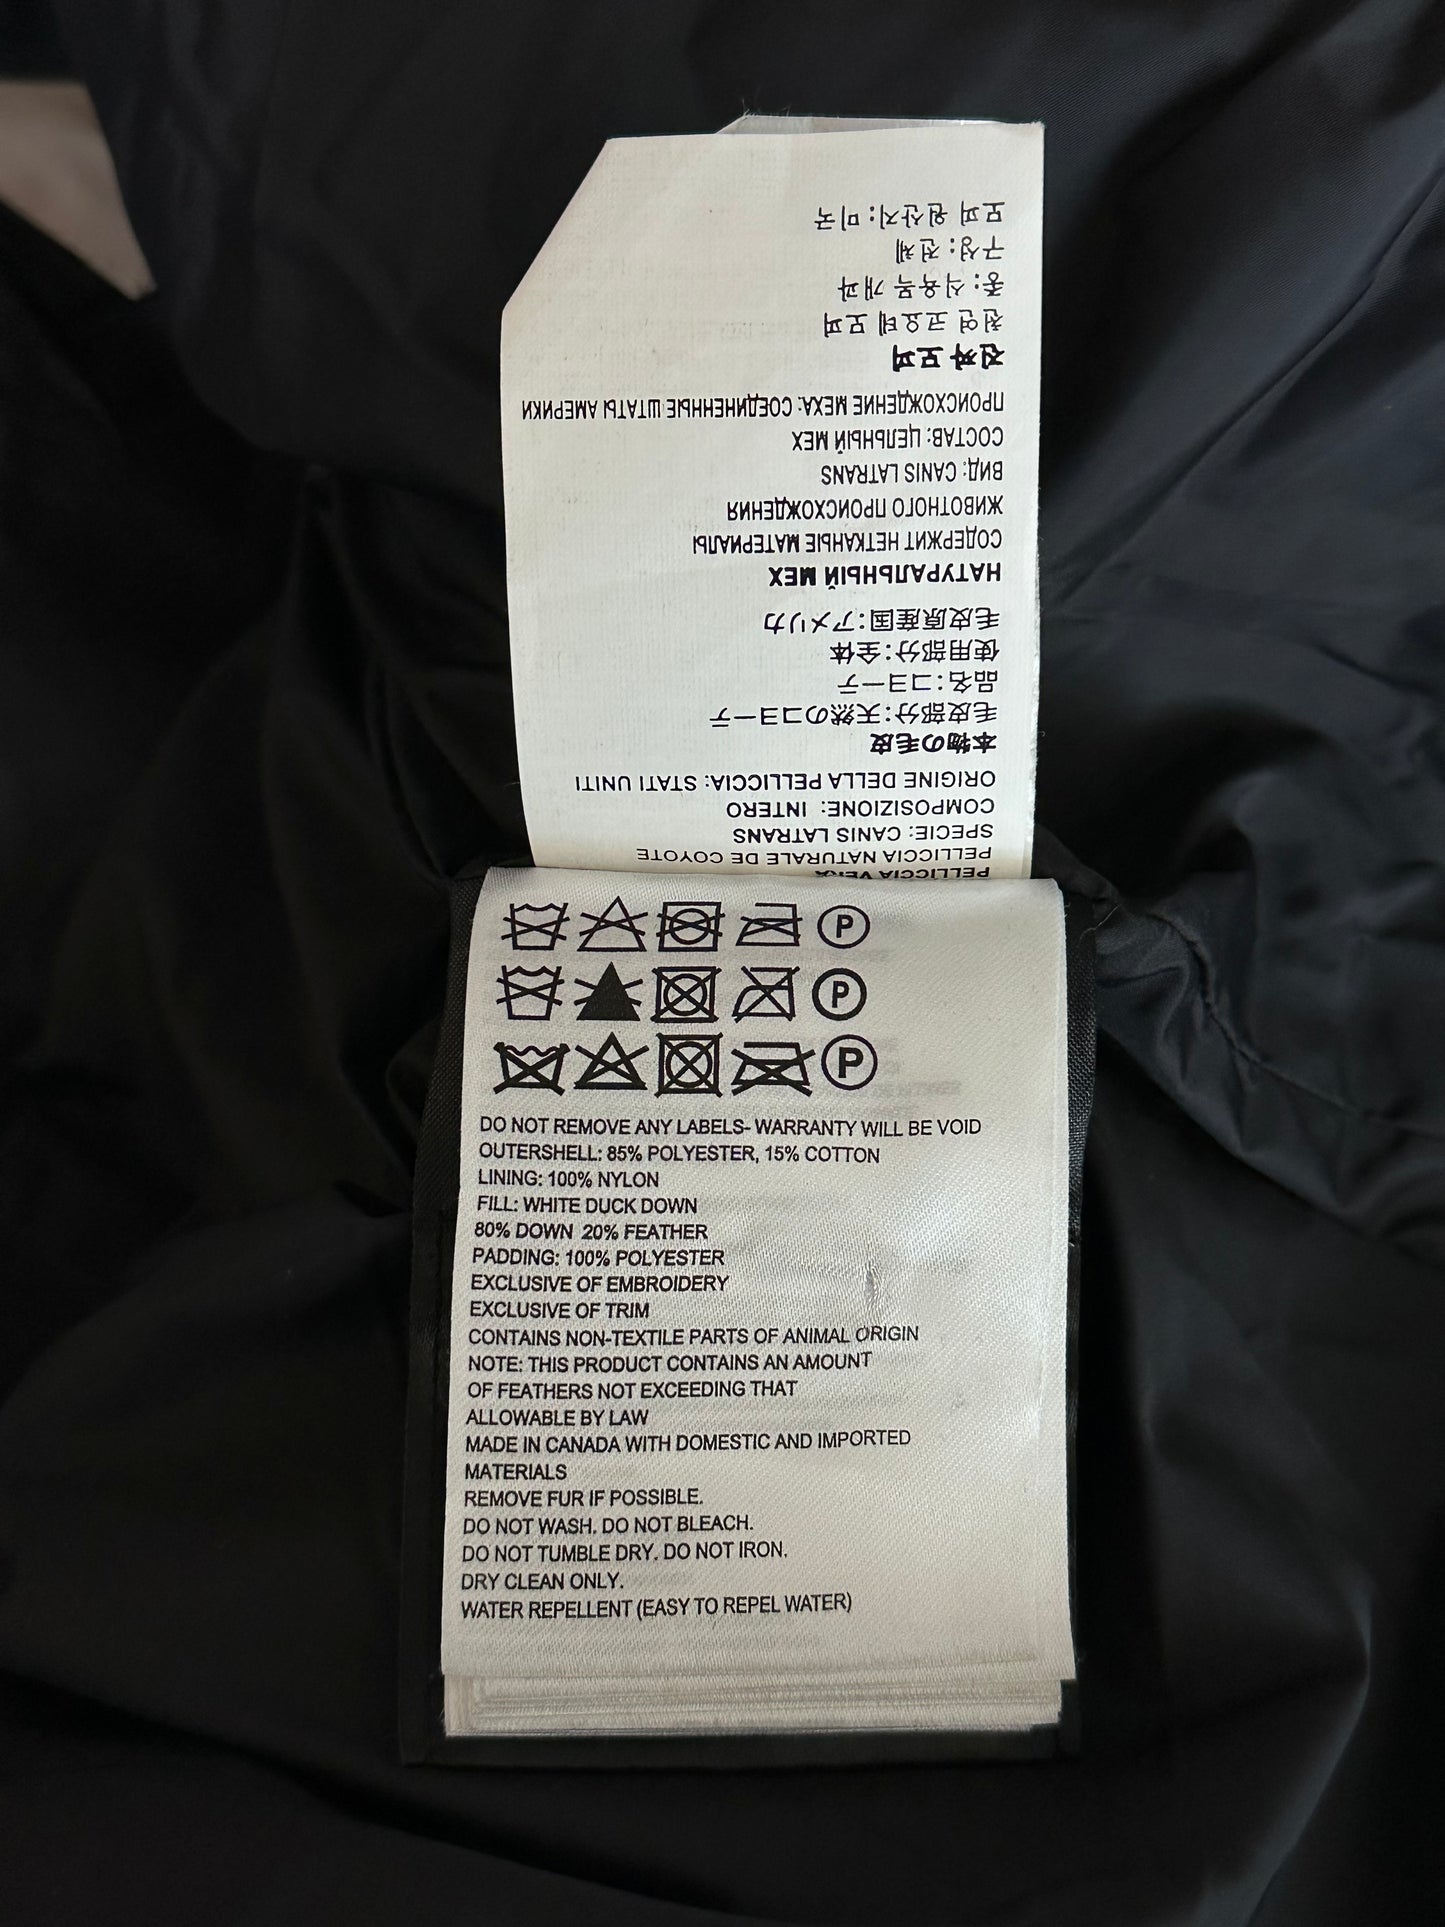 PELLICCIA VERA
PELLICCIA NATURALE DE COYOTE
SPECIE: CANIS LATRANS
COMPOSIZIONE: INTERO
ORIGINE DELLA PELLICCIA: STATI UNITI
本物の毛皮
毛皮部分:天然のコヨーテ
品名:コヨーテ
使用部分:全体
毛皮原産国:アメリカ
НАТУРАЛЬНЫЙ МЕХ
СОДЕРЖИТ НЕТКАНЫЕ МАТЕРИАЛЫ
ЖИВОТНОГО ПРОИСХОЖДЕНИЯ
ВИД: CANIS LATRANS
СОСТАВ: ЦЕЛЬНЫЙ МЕХ
ПРОИСХОЖДЕНИЕ МЕХА: СОЕДИНЕННЫЕ ШТАТЫ АМЕРИКИ
진짜 모피
천연 코요테 모피
종: 식육목 개과
구성: 전체
모피 원산지: 미국
P
P
P
DO NOT REMOVE ANY LABELS- WARRANTY WILL BE VOID
OUTERSHELL: 85% POLYESTER, 15% COTTON
LINING: 100% NYLON
FILL: WHITE DUCK DOWN
80% DOWN 20% FEATHER
PADDING: 100% POLYESTER
EXCLUSIVE OF EMBROIDERY
EXCLUSIVE OF TRIM
CONTAINS NON-TEXTILE PARTS OF ANIMAL ORIGIN
NOTE: THIS PRODUCT CONTAINS AN AMOUNT
OF FEATHERS NOT EXCEEDING THAT
ALLOWABLE BY LAW
MADE IN CANADA WITH DOMESTIC AND IMPORTED
MATERIALS
REMOVE FUR IF POSSIBLE.
DO NOT WASH. DO NOT BLEACH.
DO NOT TUMBLE DRY. DO NOT IRON.
DRY CLEAN ONLY.
WATER REPELLENT (EASY TO REPEL WATER)